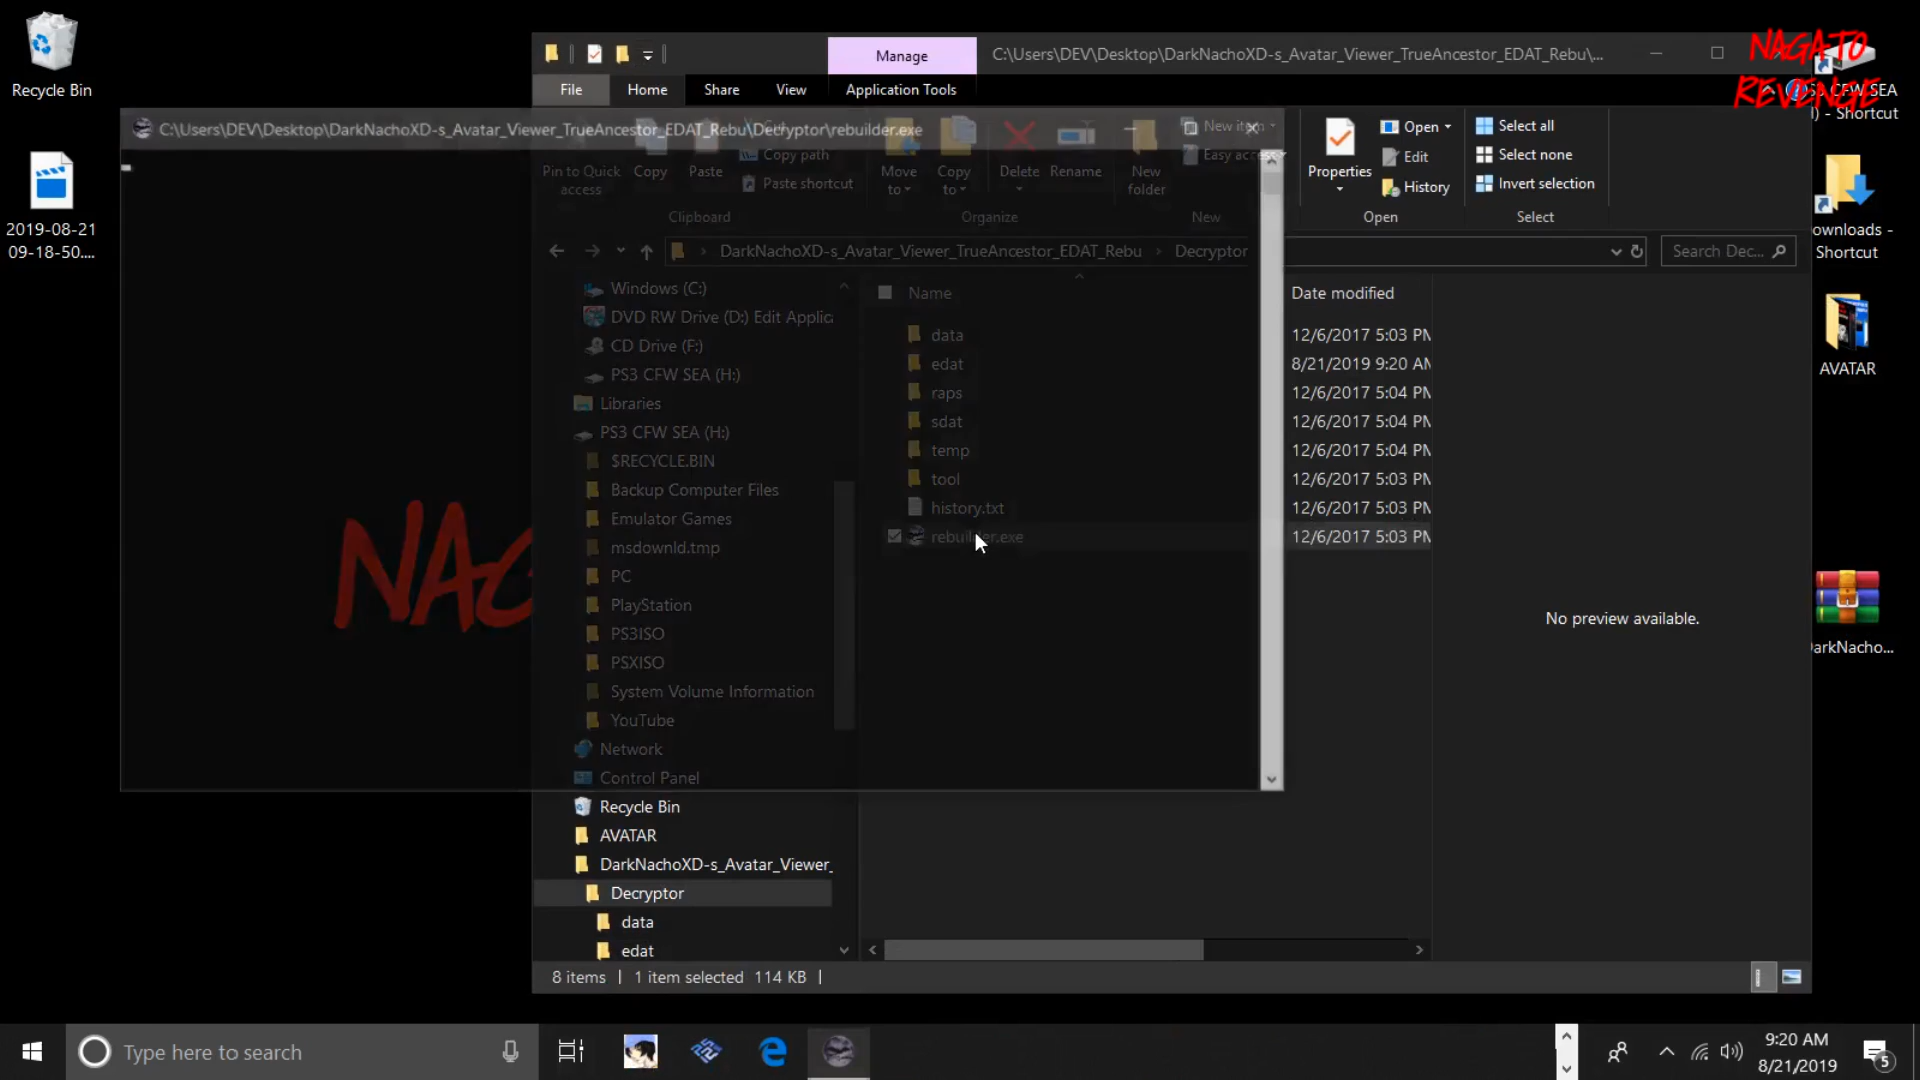 Recycle Bin
2019-08-21
09-18-50....
Manage
C:\Users\DEV\Desktop\DarkNachoXD-s_Avatar_Viewer_TrueAncestor_EDAT_Rebu\...
File
Home
Share
View
Application Tools
C:\Users\DEV\Desktop\DarkNachoXD-s_Avatar_Viewer_TrueAncestor_EDAT_Rebu\Decryptor\rebuilder.exe
Pin to Quick
access
Copy
Paste
Copy path
Paste shortcut
Clipboard
Move
to
Copy
to
Delete
Rename
Organize
New
folder
New item
Easy access
New
Properties
Open
Edit
History
Open
Select all
Select none
Invert selection
Select
DarkNachoXD-s_Avatar_Viewer_TrueAncestor_EDAT_Rebu
Decryptor
Search Dec...
Windows (C:)
DVD RW Drive (D:) Edit Applica
CD Drive (F:)
PS3 CFW SEA (H:)
Libraries
PS3 CFW SEA (H:)
$RECYCLE.BIN
Backup Computer Files
Emulator Games
msdownld.tmp
PC
PlayStation
PS3ISO
PSXISO
System Volume Information
YouTube
Network
Control Panel
Recycle Bin
AVATAR
DarkNachoXD-s_Avatar_Viewer_
Decryptor
data
edat
Name
Date modified
data
12/6/2017 5:03 PM
edat
8/21/2019 9:20 AM
raps
12/6/2017 5:04 PM
sdat
12/6/2017 5:04 PM
temp
12/6/2017 5:04 PM
tool
12/6/2017 5:03 PM
history.txt
12/6/2017 5:03 PM
rebuilder.exe
12/6/2017 5:03 PM
No preview available.
8 items
1 item selected 114 KB
NAGATO
REVENGE
CFW SEA
) - Shortcut
ownloads -
Shortcut
AVATAR
arkNacho...
NAG
Type here to search
9:20 AM
8/21/2019
5